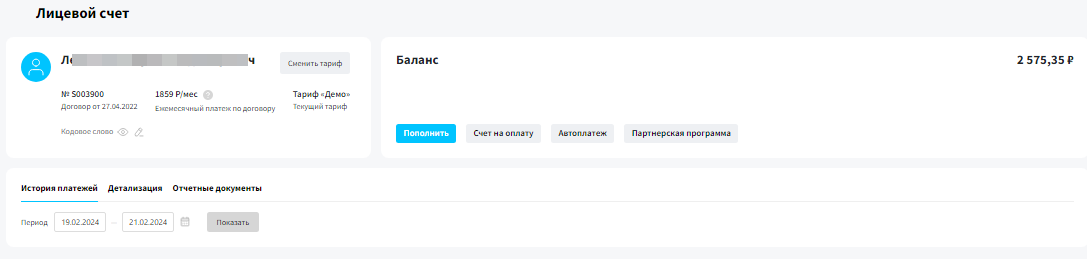 Лицевой счет
Сменить тариф
№ S003900
Договор от 27.04.2022
1859 Р/мес ?
Ежемесячный платеж по договору
Тариф «Демо»
Текущий тариф
Кодовое слово
Баланс
2 575,35 ₽
Пополнить
Счет на оплату
Автоплатеж
Партнерская программа
История платежей
Детализация
Отчетные документы
Период
19.02.2024 — 21.02.2024
Показать